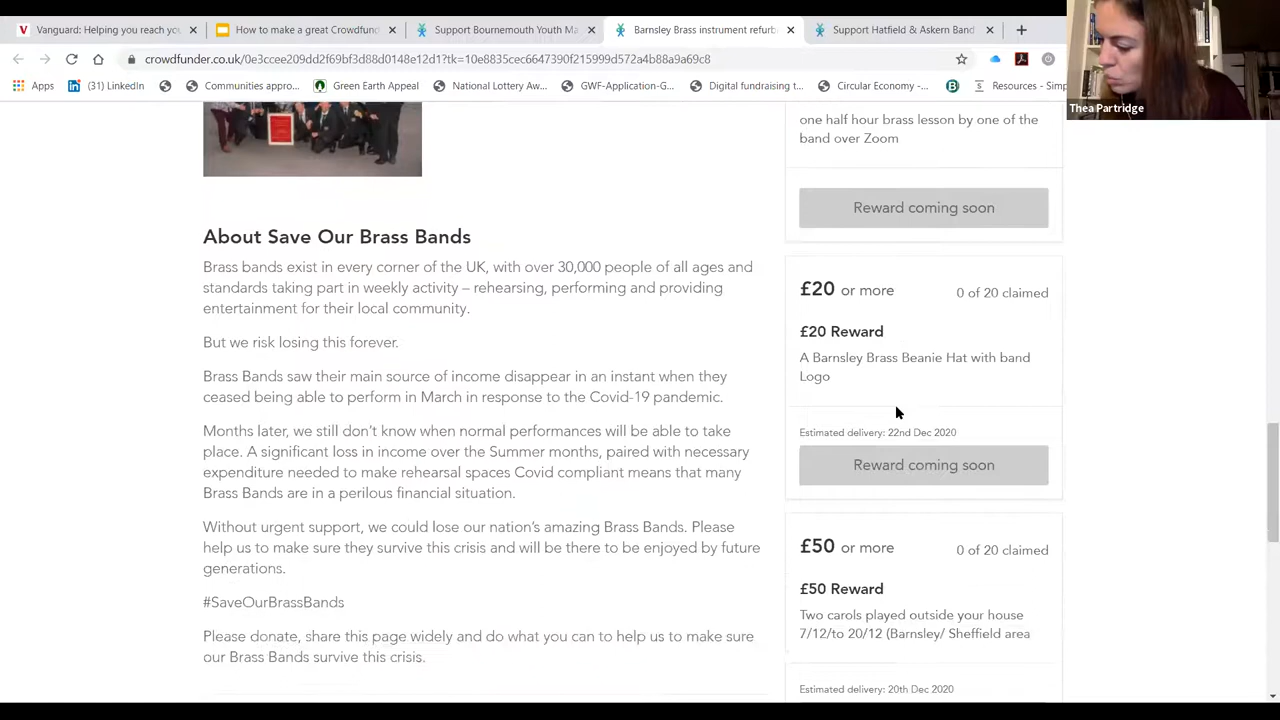 Vanguard: Helping you reach you
How to make a great Crowdfund
Support Bournemouth Youth Ma
Barnsley Brass instrument refurb
Support Hatfield & Askern Band
crowdfunder.co.uk/0e3ccee209df2f69bf5df88d0148e12d1?tk=10e8835ec6647390f215999d572a4b88a9a69c8
Apps
(31) LinkedIn
Communities appro...
Green Earth Appeal
National Lottery Aw...
GWF-Application-G...
Digital fundraising t...
Circular Economy -...
Resources - Simp
Thea Partridge
one half hour brass lesson by one of the
band over Zoom
Reward coming soon
About Save Our Brass Bands
Brass bands exist in every corner of the UK, with over 30,000 people of all ages and
standards taking part in weekly activity – rehearsing, performing and providing
entertainment for their local community.
But we risk losing this forever.
Brass Bands saw their main source of income disappear in an instant when they
ceased being able to perform in March in response to the Covid-19 pandemic.
Months later, we still don't know when normal performances will be able to take
place. A significant loss in income over the Summer months, paired with necessary
expenditure needed to make rehearsal spaces Covid compliant means that many
Brass Bands are in a perilous financial situation.
Without urgent support, we could lose our nation's amazing Brass Bands. Please
help us to make sure they survive this crisis and will be there to be enjoyed by future
generations.
#SaveOurBrassBands
Please donate, share this page widely and do what you can to help us to make sure
our Brass Bands survive this crisis.
£20 or more
0 of 20 claimed
£20 Reward
A Barnsley Brass Beanie Hat with band
Logo
Estimated delivery: 22nd Dec 2020
Reward coming soon
£50 or more
0 of 20 claimed
£50 Reward
Two carols played outside your house
7/12/to 20/12 (Barnsley/ Sheffield area
Estimated delivery: 20th Dec 2020